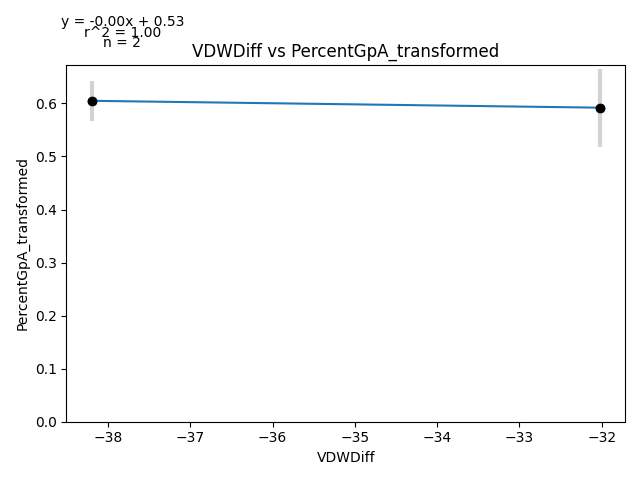 y = -0.00x + 0.53
r^2 = 1.00
n = 2
VDWDiff vs PercentGpA_transformed
PercentGpA_transformed
0.6
0.5
0.4
0.3
0.2
0.1
0.0
−38 −37 −36 −35 −34 −33 −32
VDWDiff